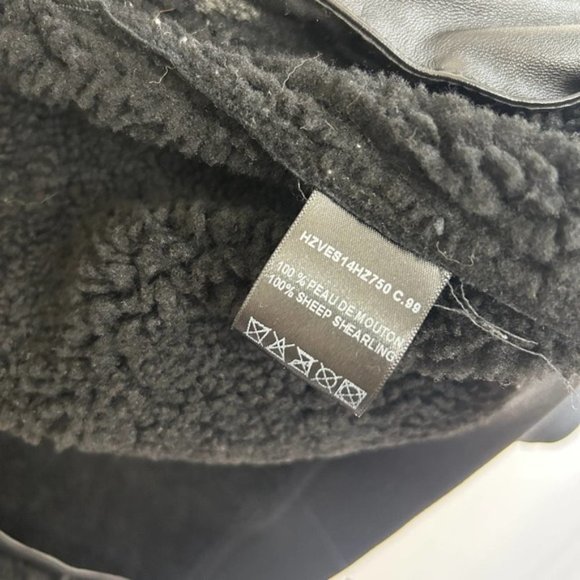 HZVES14HZ750 C.99
100 % PEAU DE MOUTON
100% SHEEP SHEARLING